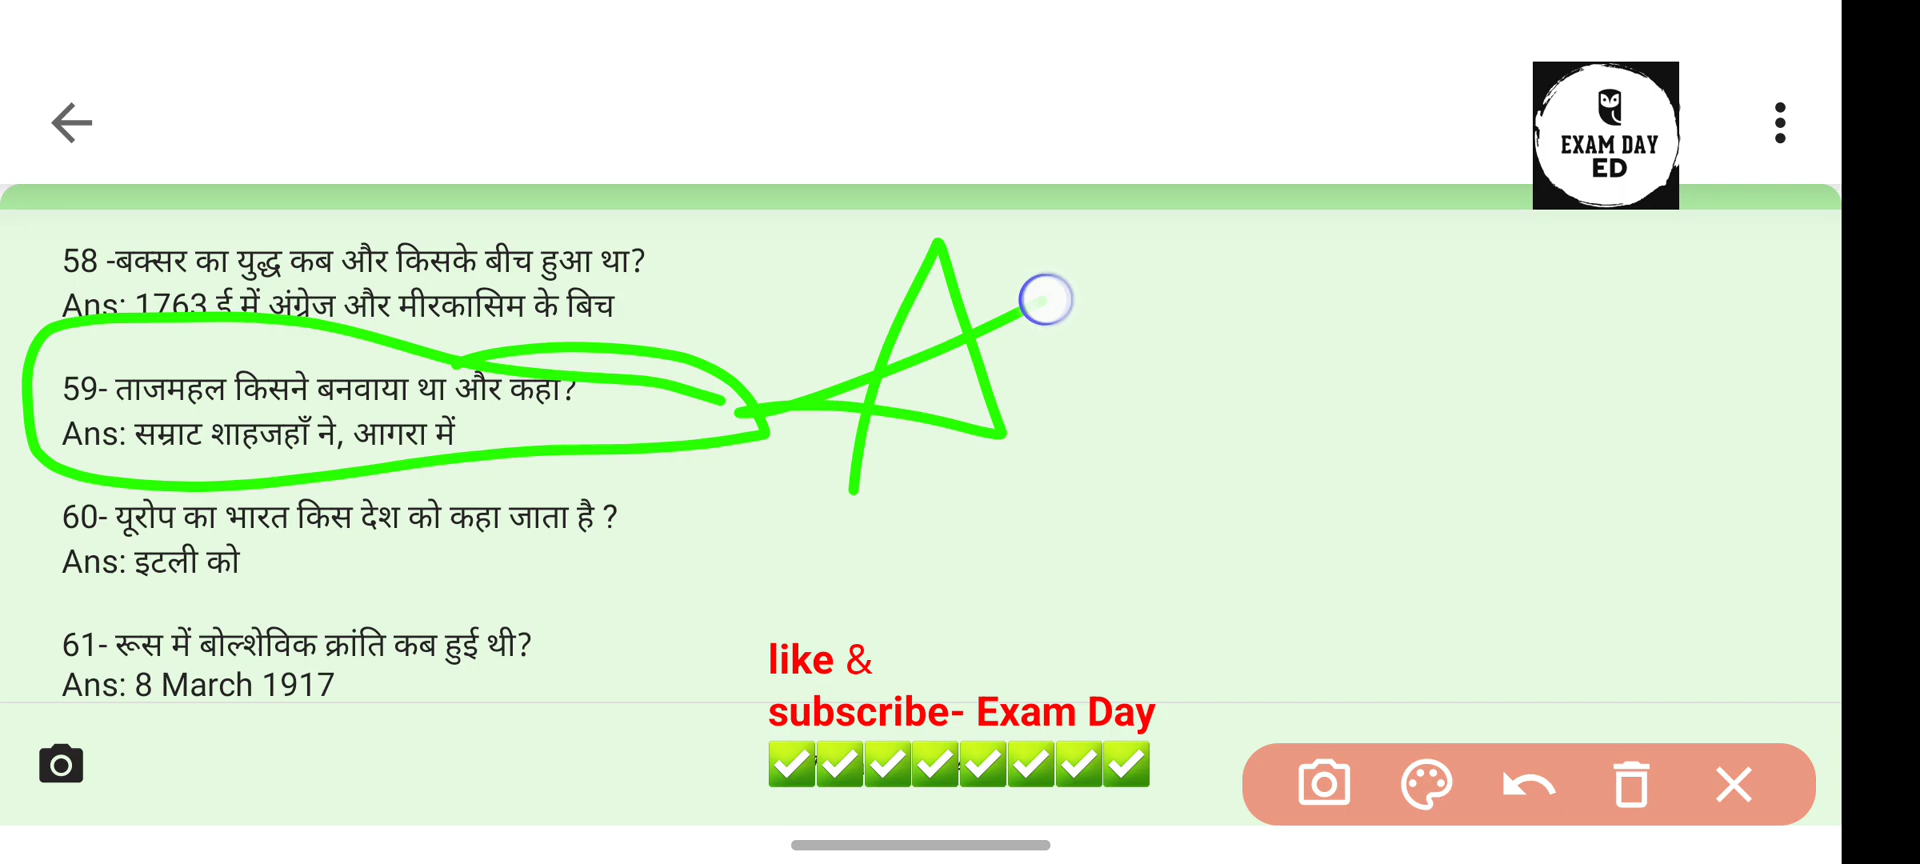 EXAM DAY
ED
58 -बक्सर का युद्ध कब और किसके बीच हुआ था?
Ans: 1763 ई में अंग्रेज और मीरकासिम के बिच
59- ताजमहल किसने बनवाया था और कहा?
Ans: सम्राट शाहजहाँ ने, आगरा में
60- यूरोप का भारत किस देश को कहा जाता है ?
Ans: इटली को
61- रूस में बोल्शेविक क्रांति कब हुई थी?
Ans: 8 March 1917
like &
subscribe- Exam Day